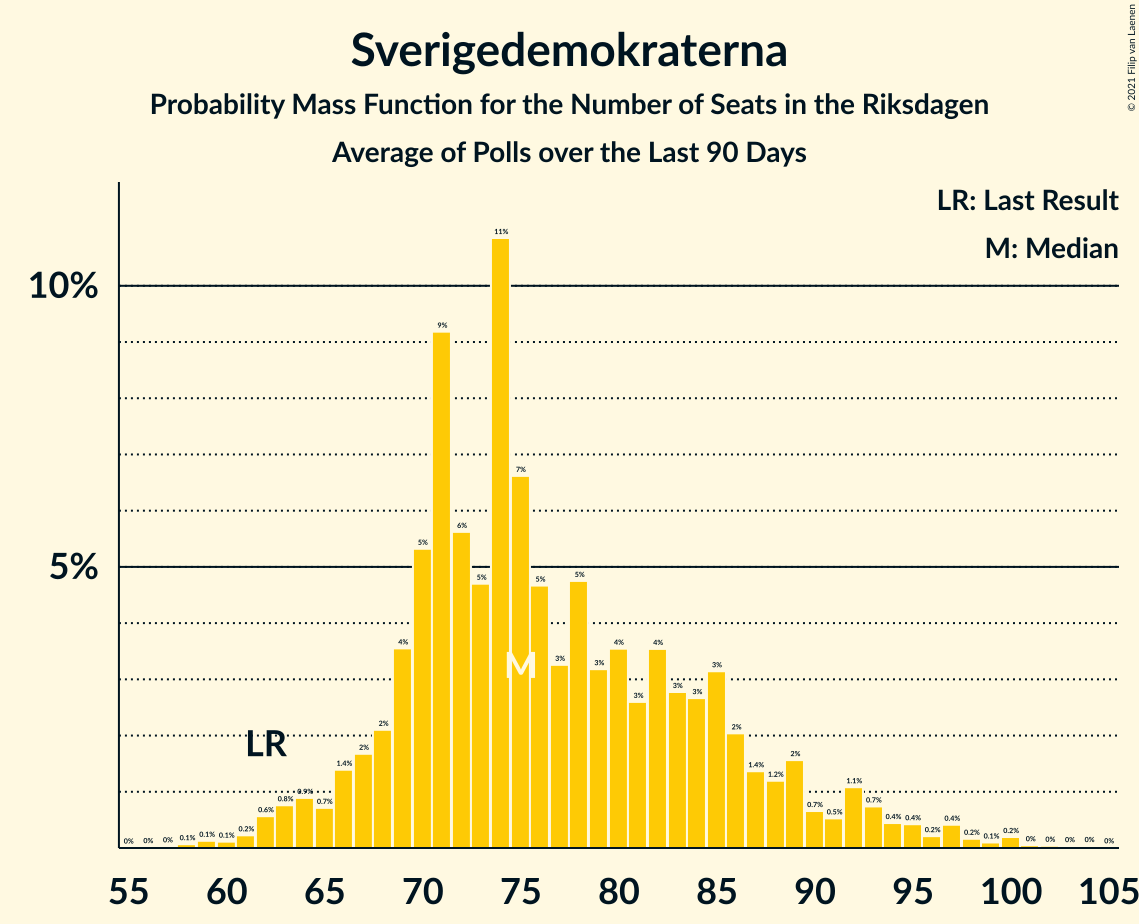 Sverigedemokraterna
Probability Mass Function for the Number of Seats in the Riksdagen
Average of Polls over the Last 90 Days
© 2021 Filip van Laenen
LR: Last Result
M: Median
10%
5%
LR
M
0% 0% 0% 0.1% 0.1% 0.1% 0.2% 0.6% 0.8% 0.9% 0.7% 1.4% 2% 2% 4% 5% 9% 6% 5% 11% 7% 5% 3% 5% 3% 4% 3% 4% 3% 3% 3% 2% 1.4% 1.2% 2% 0.7% 0.5% 1.1% 0.7% 0.4% 0.4% 0.2% 0.4% 0.2% 0.1% 0.2% 0% 0% 0% 0% 0%
55 60 65 70 75 80 85 90 95 100 105